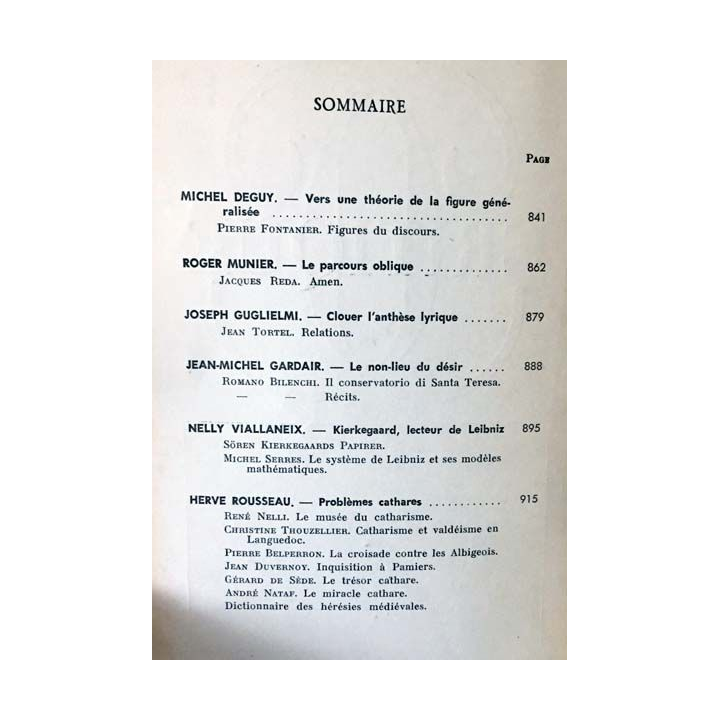 SOMMAIRE
PAGE
MICHEL DEGUY. — Vers une théorie de la figure géné-
ralisée .................................... 841
PIERRE FONTANIER. Figures du discours.
ROGER MUNIER. — Le parcours oblique .............. 862
JACQUES REDA. Amen.
JOSEPH GUGLIELMI. — Clouer l'anthèse lyrique ....... 879
JEAN TORTEL. Relations.
JEAN-MICHEL GARDAIR. — Le non-lieu du désir ...... 888
ROMANO BILENCHI. Il conservatorio di Santa Teresa.
— — Récits.
NELLY VIALLANEIX. — Kierkegaard, lecteur de Leibniz 895
SÖREN KIERKEGAARDS PAPIRER.
MICHEL SERRES. Le système de Leibniz et ses modèles
mathématiques.
HERVE ROUSSEAU. — Problèmes cathares ............ 915
RENÉ NELLI. Le musée du catharisme.
CHRISTINE THOUZELLIER. Catharisme et valdéisme en
Languedoc.
PIERRE BELPERRON. La croisade contre les Albigeois.
JEAN DUVERNOY. Inquisition à Pamiers.
GÉRARD DE SÈDE. Le trésor cathare.
ANDRÉ NATAF. Le miracle cathare.
Dictionnaire des hérésies médiévales.